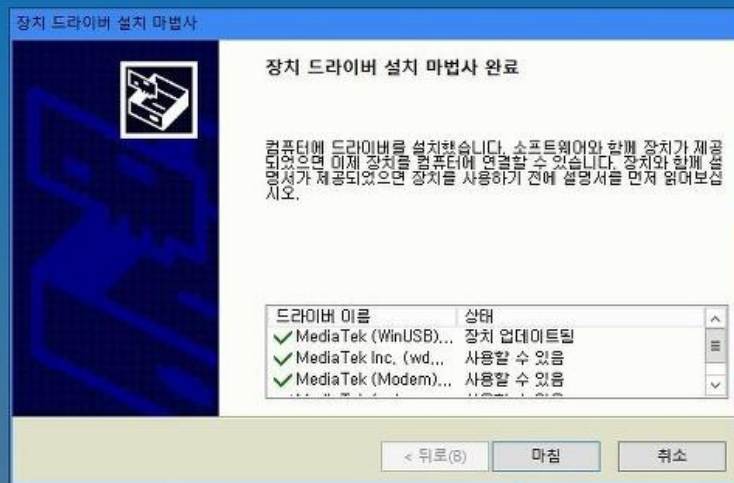 장치 드라이버 설치 마법사
장치 드라이버 설치 마법사 완료
컴퓨터에 드라이버를 설치했습니다. 소프트웨어와 함께 장치가 제공
되었으면 이제 장치를 컴퓨터에 연결할 수 있습니다. 장치와 함께 설
명서가 제공되었으면 장치를 사용하기 전에 설명서를 먼저 읽어보십
시오.
드라이버 이름 상태
MediaTek (WinUSB)... 장치 업데이트됨
MediaTek Inc. (wd... 사용할 수 있음
MediaTek (Modem)... 사용할 수 있음
< 뒤로(B) 마침 취소